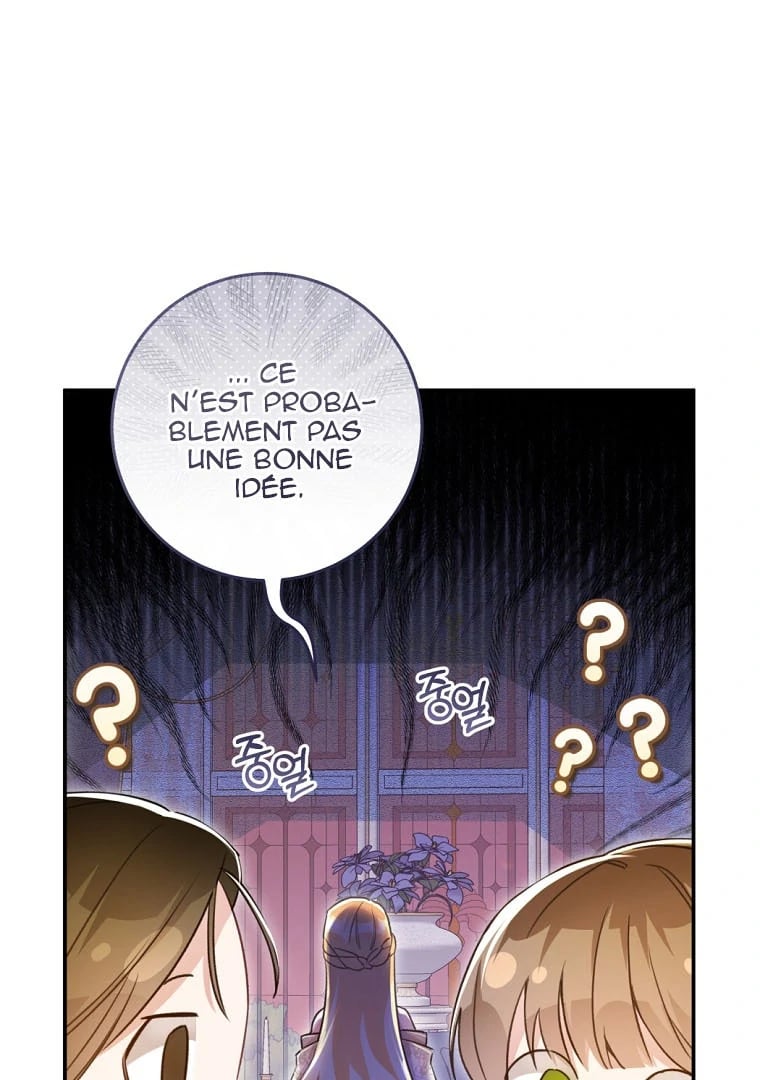 ... CE
N'EST PROBA-
BLEMENT PAS
UNE BONNE
IDÉE.
?
?
중얼
?
?
중얼